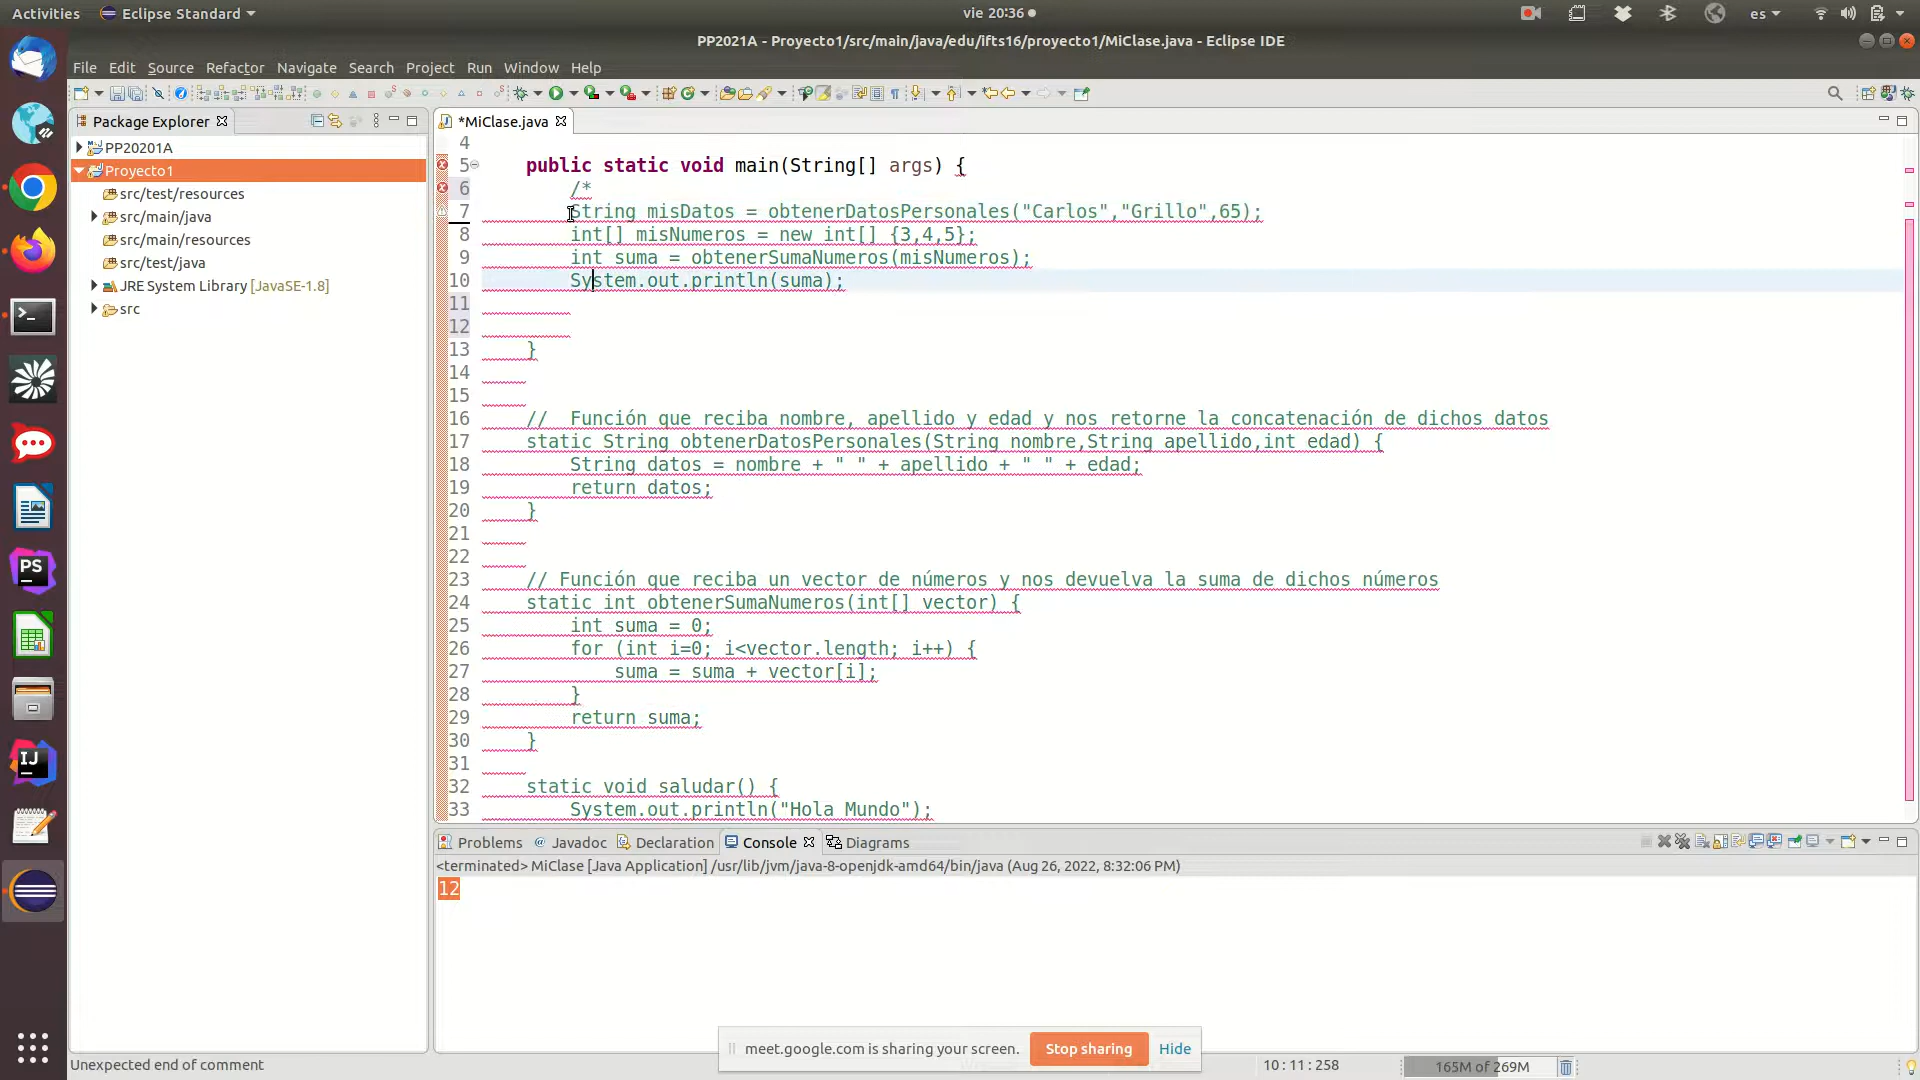 Activities Eclipse Standard vie 20:36 es
PP2021A - Proyecto1/src/main/java/edu/ifts16/proyecto1/MiClase.java - Eclipse IDE
File Edit Source Refactor Navigate Search Project Run Window Help
Package Explorer
*MiClase.java
PP20201A
Proyecto1
src/test/resources
src/main/java
src/main/resources
src/test/java
JRE System Library [JavaSE-1.8]
src
4
5 public static void main(String[] args) {
6 /*
7 String misDatos = obtenerDatosPersonales("Carlos","Grillo",65);
8 int[] misNumeros = new int[] {3,4,5};
9 int suma = obtenerSumaNumeros(misNumeros);
10 System.out.println(suma);
11
12
13 }
14
15
16 // Función que reciba nombre, apellido y edad y nos retorne la concatenación de dichos datos
17 static String obtenerDatosPersonales(String nombre,String apellido,int edad) {
18 String datos = nombre + " " + apellido + " " + edad;
19 return datos;
20 }
21
22
23 // Función que reciba un vector de números y nos devuelva la suma de dichos números
24 static int obtenerSumaNumeros(int[] vector) {
25 int suma = 0;
26 for (int i=0; i<vector.length; i++) {
27 suma = suma + vector[i];
28 }
29 return suma;
30 }
31
32 static void saludar() {
33 System.out.println("Hola Mundo");
Problems @ Javadoc Declaration Console Diagrams
<terminated> MiClase [Java Application] /usr/lib/jvm/java-8-openjdk-amd64/bin/java (Aug 26, 2022, 8:32:06 PM)
12
PS
IJ
meet.google.com is sharing your screen. Stop sharing Hide
Unexpected end of comment
10 : 11 : 258
165M of 269M